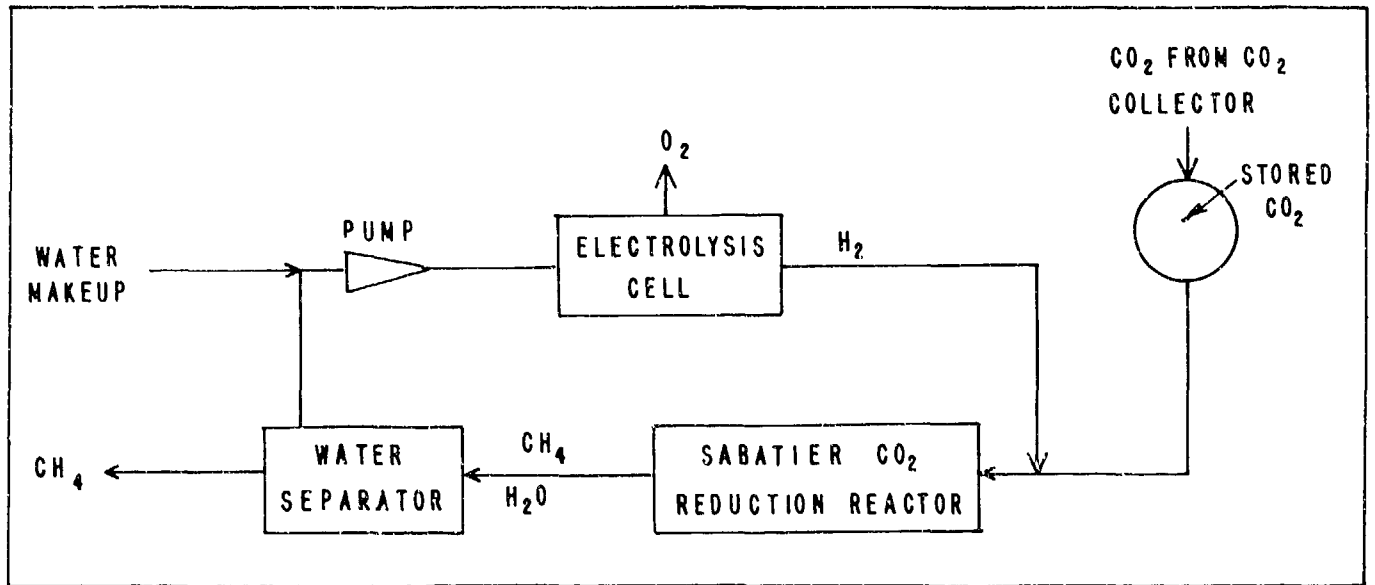 CO₂ FROM CO₂
COLLECTOR
O₂
STORED
CO₂
PUMP
WATER
MAKEUP
ELECTROLYSIS
CELL
H₂
CH₄
WATER
SEPARATOR
CH₄
H₂O
SABATIER CO₂
REDUCTION REACTOR